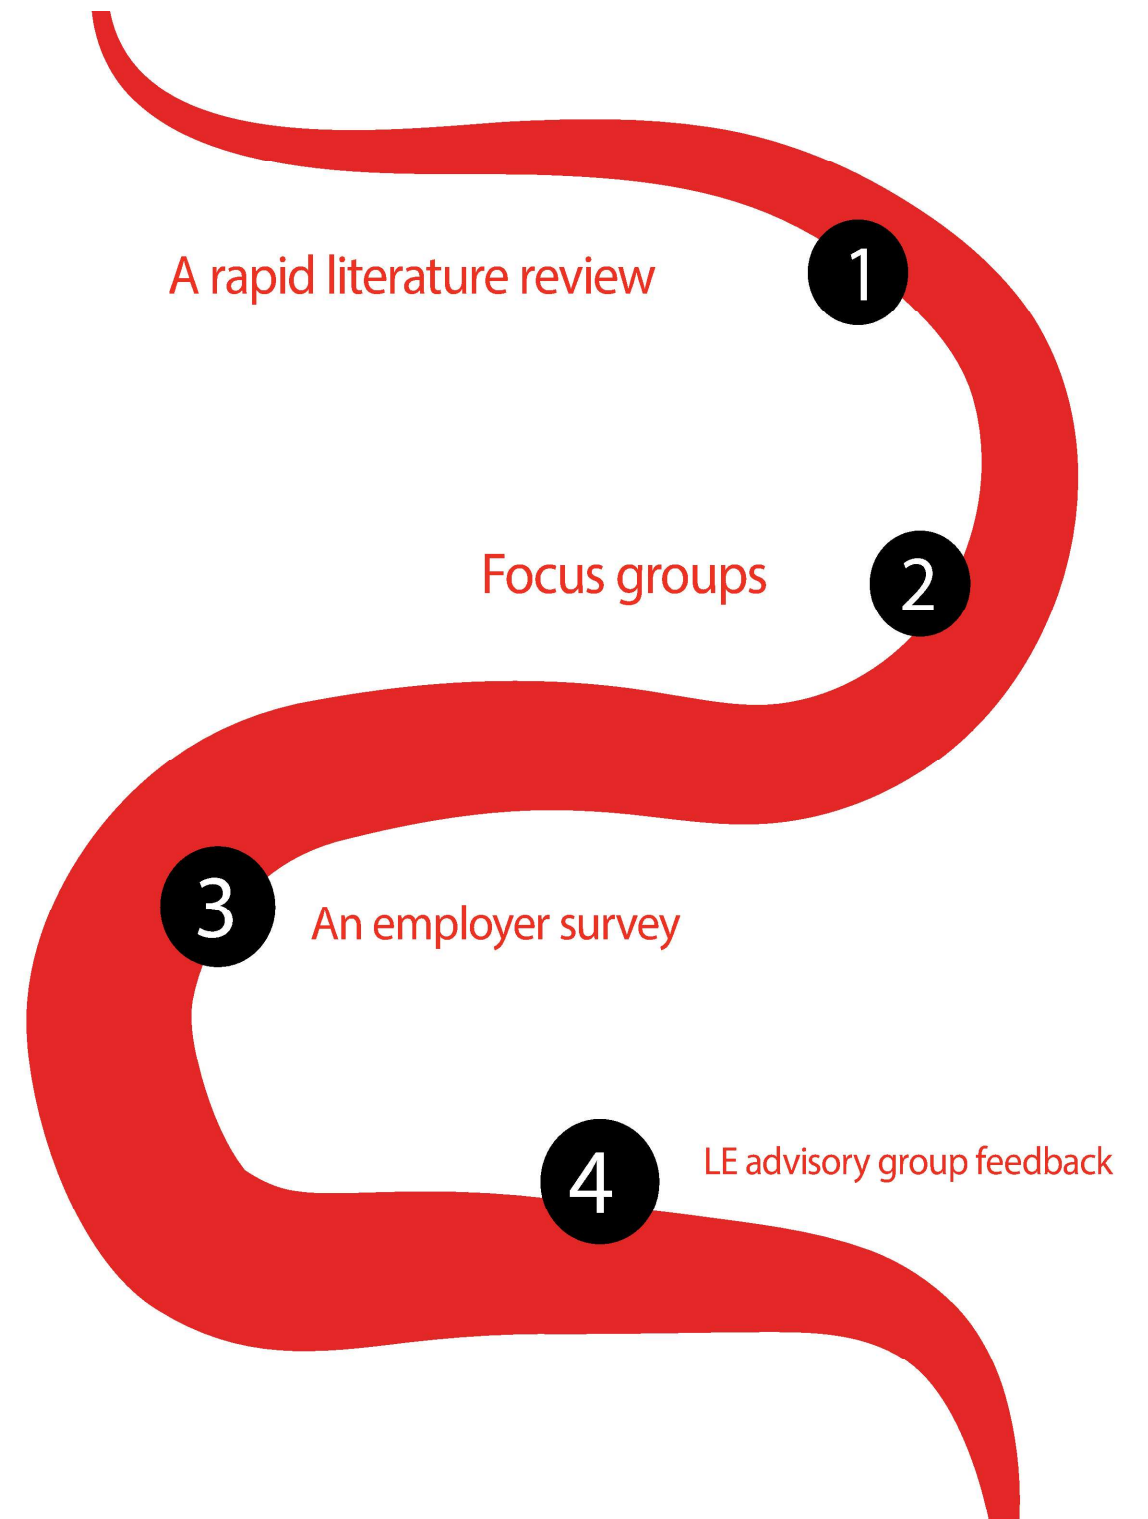 A rapid literature review 1
Focus groups 2
3 An employer survey
4 LE advisory group feedback